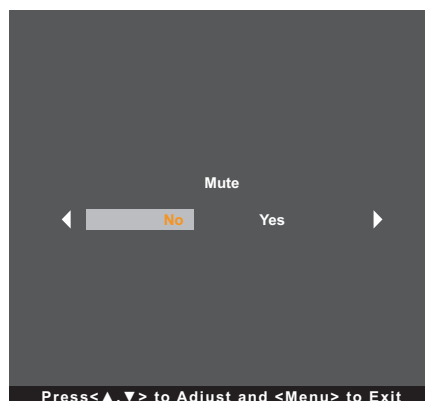 Mute
No Yes
Press<▲,▼> to Adjust and <Menu> to Exit